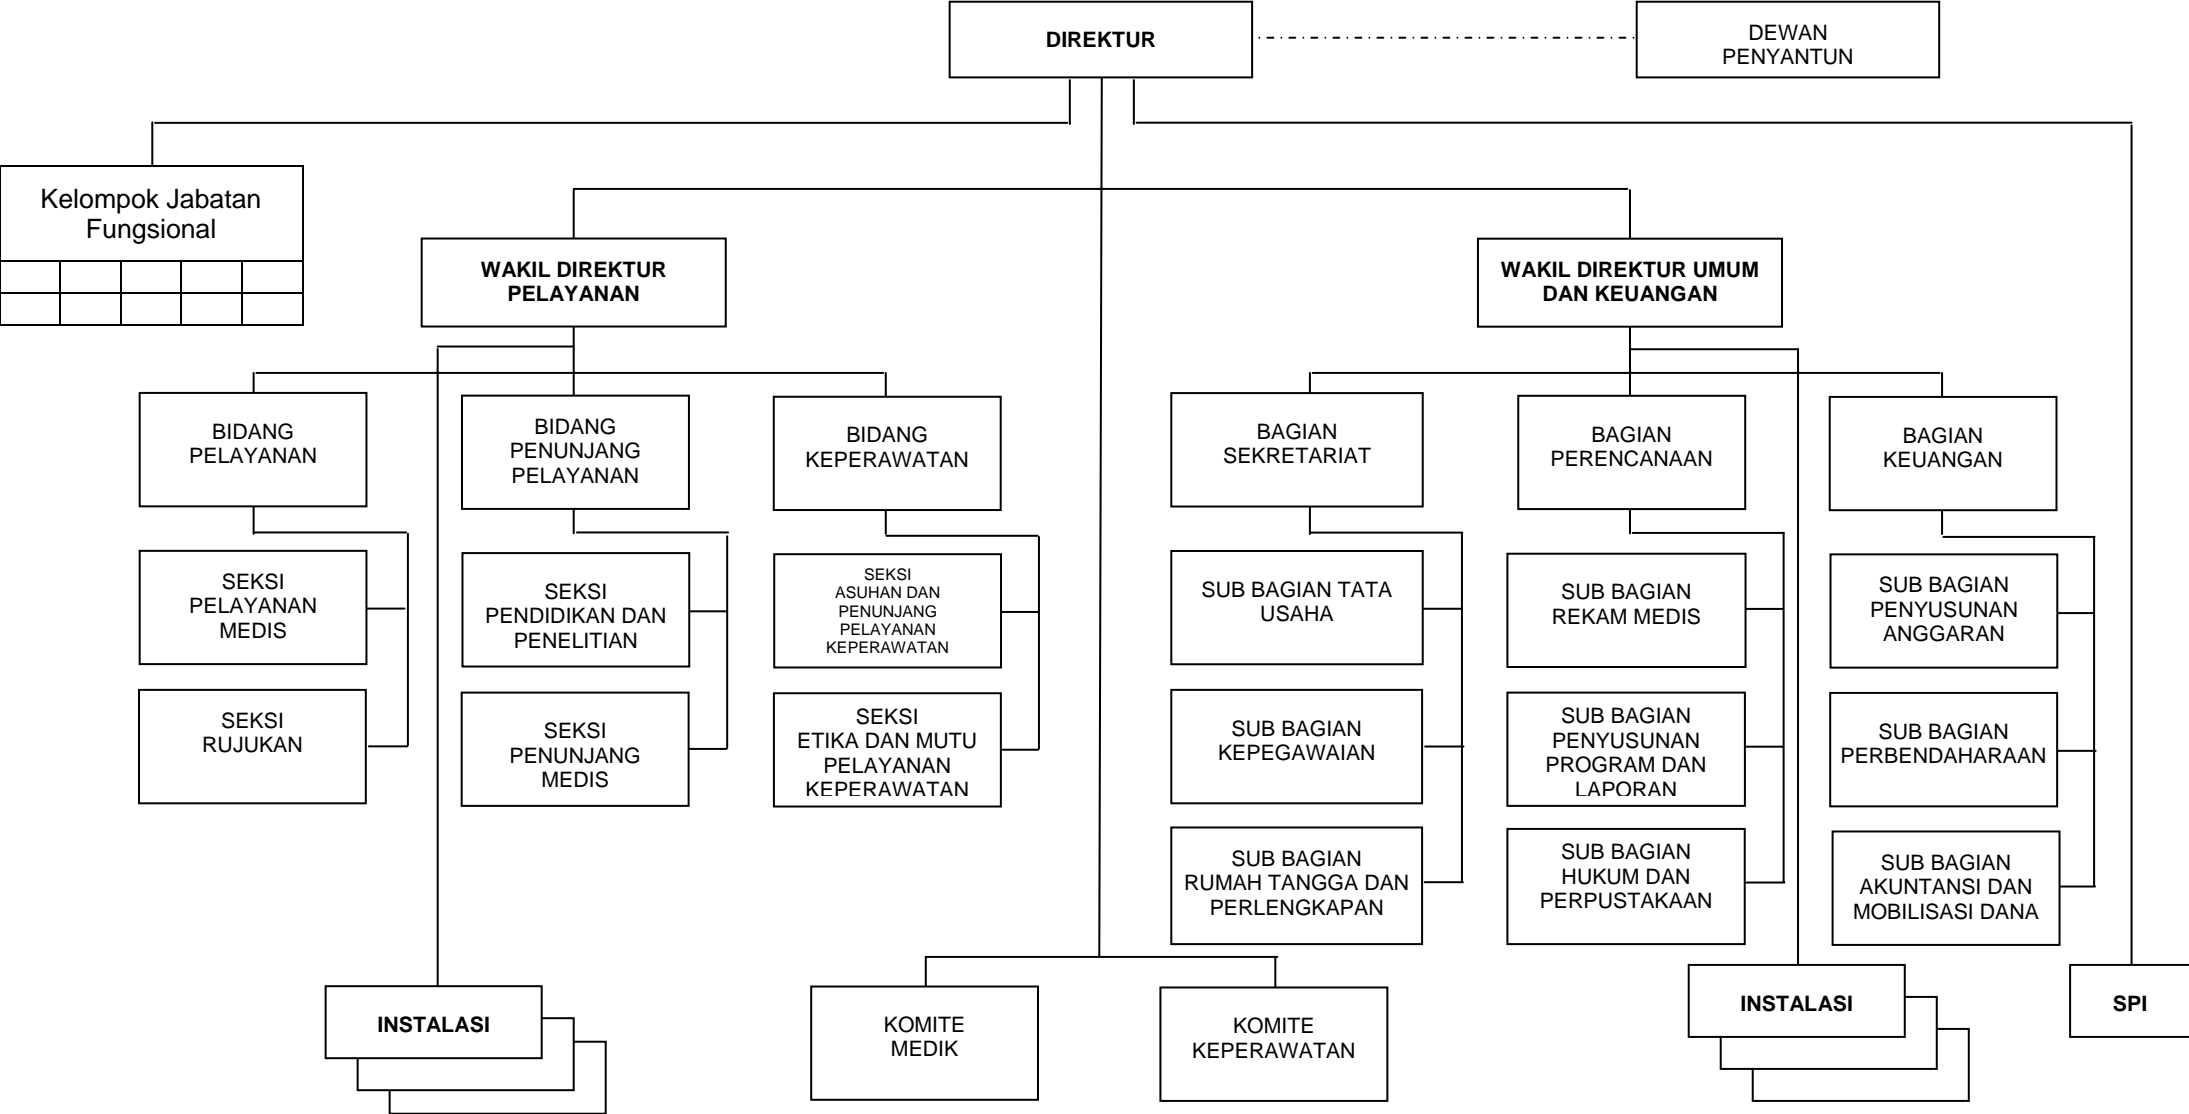 DIREKTUR
DEWAN
PENYANTUN
Kelompok Jabatan
Fungsional
WAKIL DIREKTUR
PELAYANAN
WAKIL DIREKTUR UMUM
DAN KEUANGAN
BIDANG
PELAYANAN
BIDANG
PENUNJANG
PELAYANAN
BIDANG
KEPERAWATAN
BAGIAN
SEKRETARIAT
BAGIAN
PERENCANAAN
BAGIAN
KEUANGAN
SEKSI
PELAYANAN
MEDIS
SEKSI
PENDIDIKAN DAN
PENELITIAN
SEKSI
ASUHAN DAN
PENUNJANG
PELAYANAN
KEPERAWATAN
SUB BAGIAN TATA
USAHA
SUB BAGIAN
REKAM MEDIS
SUB BAGIAN
PENYUSUNAN
ANGGARAN
SEKSI
RUJUKAN
SEKSI
PENUNJANG
MEDIS
SEKSI
ETIKA DAN MUTU
PELAYANAN
KEPERAWATAN
SUB BAGIAN
KEPEGAWAIAN
SUB BAGIAN
PENYUSUNAN
PROGRAM DAN
LAPORAN
SUB BAGIAN
PERBENDAHARAAN
SUB BAGIAN
RUMAH TANGGA DAN
PERLENGKAPAN
SUB BAGIAN
HUKUM DAN
PERPUSTAKAAN
SUB BAGIAN
AKUNTANSI DAN
MOBILISASI DANA
INSTALASI
KOMITE
MEDIK
KOMITE
KEPERAWATAN
INSTALASI
SPI